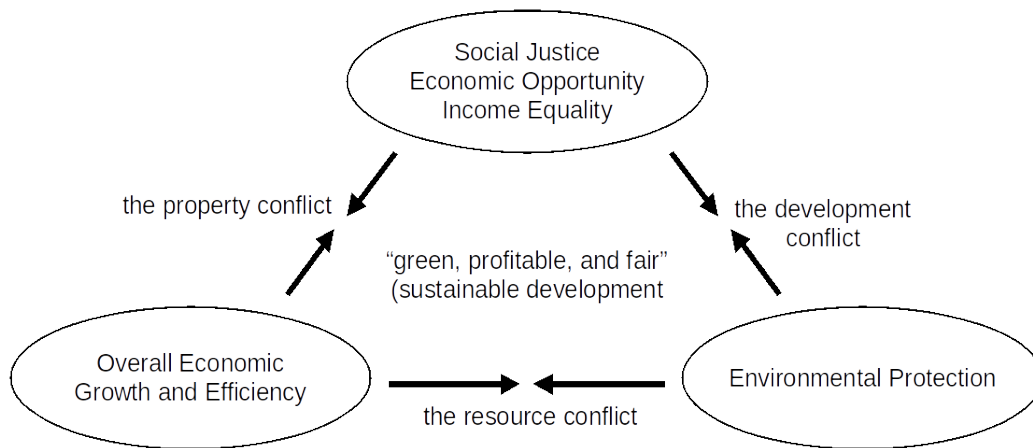 Social Justice
Economic Opportunity
Income Equality
the property conflict
the development
conflict
“green, profitable, and fair”
(sustainable development
Overall Economic
Growth and Efficiency
Environmental Protection
the resource conflict